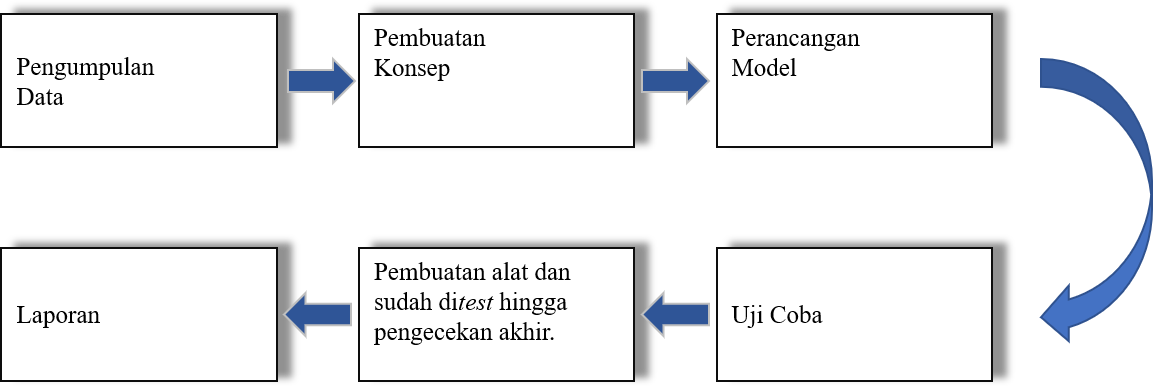 Pengumpulan
Data
Pembuatan
Konsep
Perancangan
Model
Laporan
Pembuatan alat dan
sudah ditest hingga
pengecekan akhir.
Uji Coba